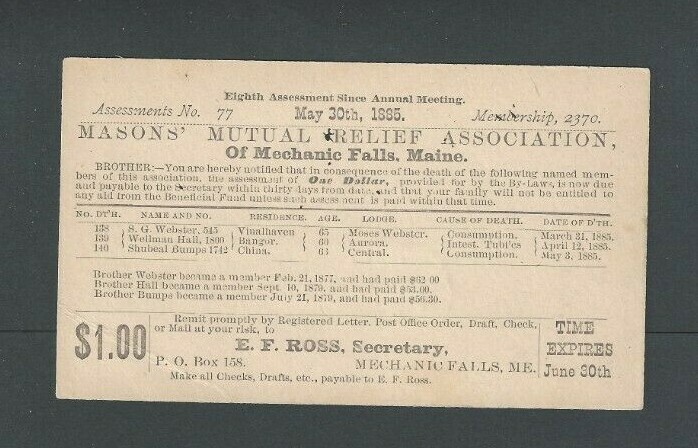 Eighth Assessment Since Annual Meeting.
Assessments No. 77 May 30th, 1885. Membership, 2370.
MASONS' MUTUAL RELIEF ASSOCIATION,
Of Mechanic Falls, Maine.
BROTHER:—You are hereby notified that in consequence of the death of the following named mem-
bers of this association, the assessment of One Dollar, provided for by the By-Laws, is now due
and payable to the Secretary within thirty days from date, and that your family will not be entitled to
any aid from the Beneficial Fund unless such assessment is paid within that time.
NO. DT'H. NAME AND NO. RESIDENCE. AGE. LODGE. CAUSE OF DEATH. DATE OF D'TH.
138 S. G. Webster, 545 Vinalhaven 65 Moses Webster. Consumption. March 31, 1885.
139 Wellman Hall, 1800 Bangor. 60 Aurora. Intest. Tubl'cs April 12, 1885.
140 Shubeal Bumps 1742 China. 63 Central. Consumption. May 3, 1885.
Brother Webster became a member Feb. 21, 1877, and had paid $62 00
Brother Hall became a member Sept. 10, 1879, and had paid $53.00.
Brother Bumps became a member July 21, 1879, and had paid $56.30.
$1.00
Remit promptly by Registered Letter, Post Office Order, Draft, Check,
or Mail at your risk, to
E. F. ROSS, Secretary,
P. O. Box 158. MECHANIC FALLS, ME.
Make all Checks, Drafts, etc., payable to E. F. Ross.
TIME
EXPIRES
June 30th